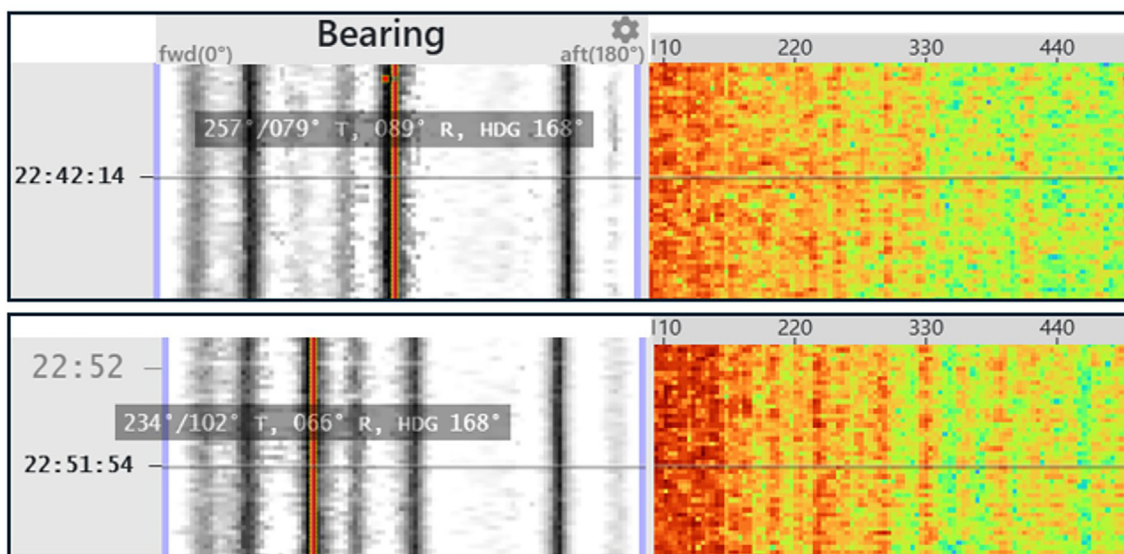 Bearing
fwd(0°) aft(180°)
110 220 330 440
257°/079° T, 089° R, HDG 168°
22:42:14
110 220 330 440
22:52
234°/102° T, 066° R, HDG 168°
22:51:54